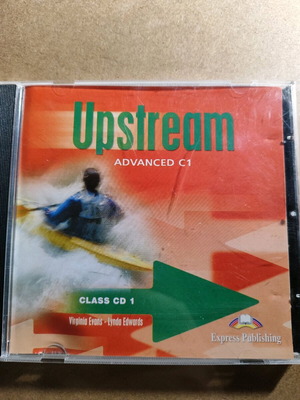 Upstream
ADVANCED C1
CLASS CD 1
Virginia Evans - Lynda Edwards
Express Publishing